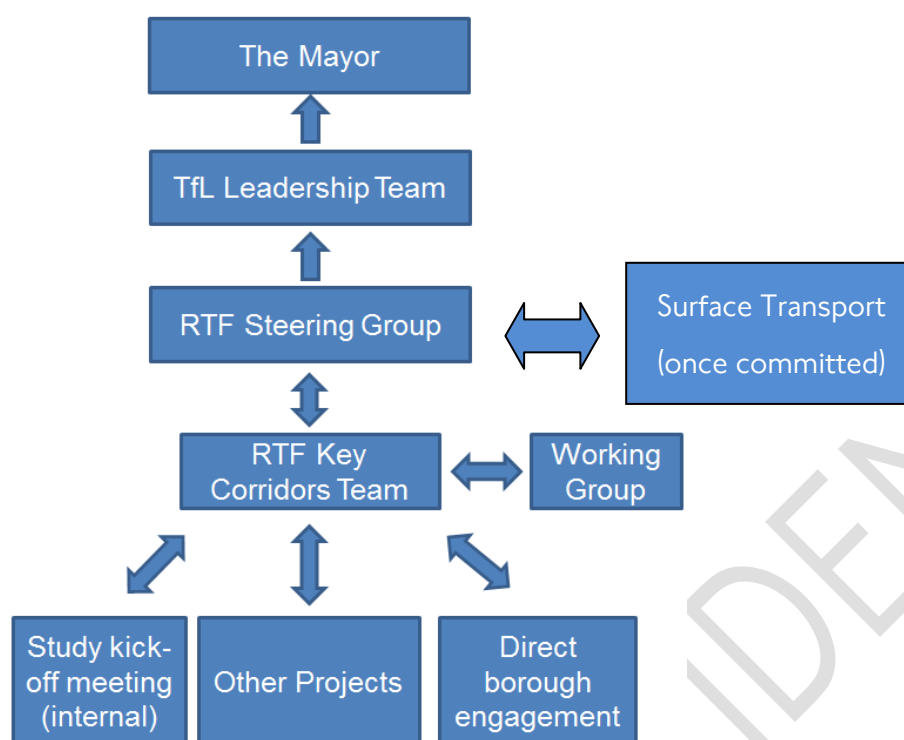 The Mayor
TfL Leadership Team
RTF Steering Group
Surface Transport
(once committed)
RTF Key
Corridors Team
Working
Group
Study kick-
off meeting
(internal)
Other Projects
Direct
borough
engagement